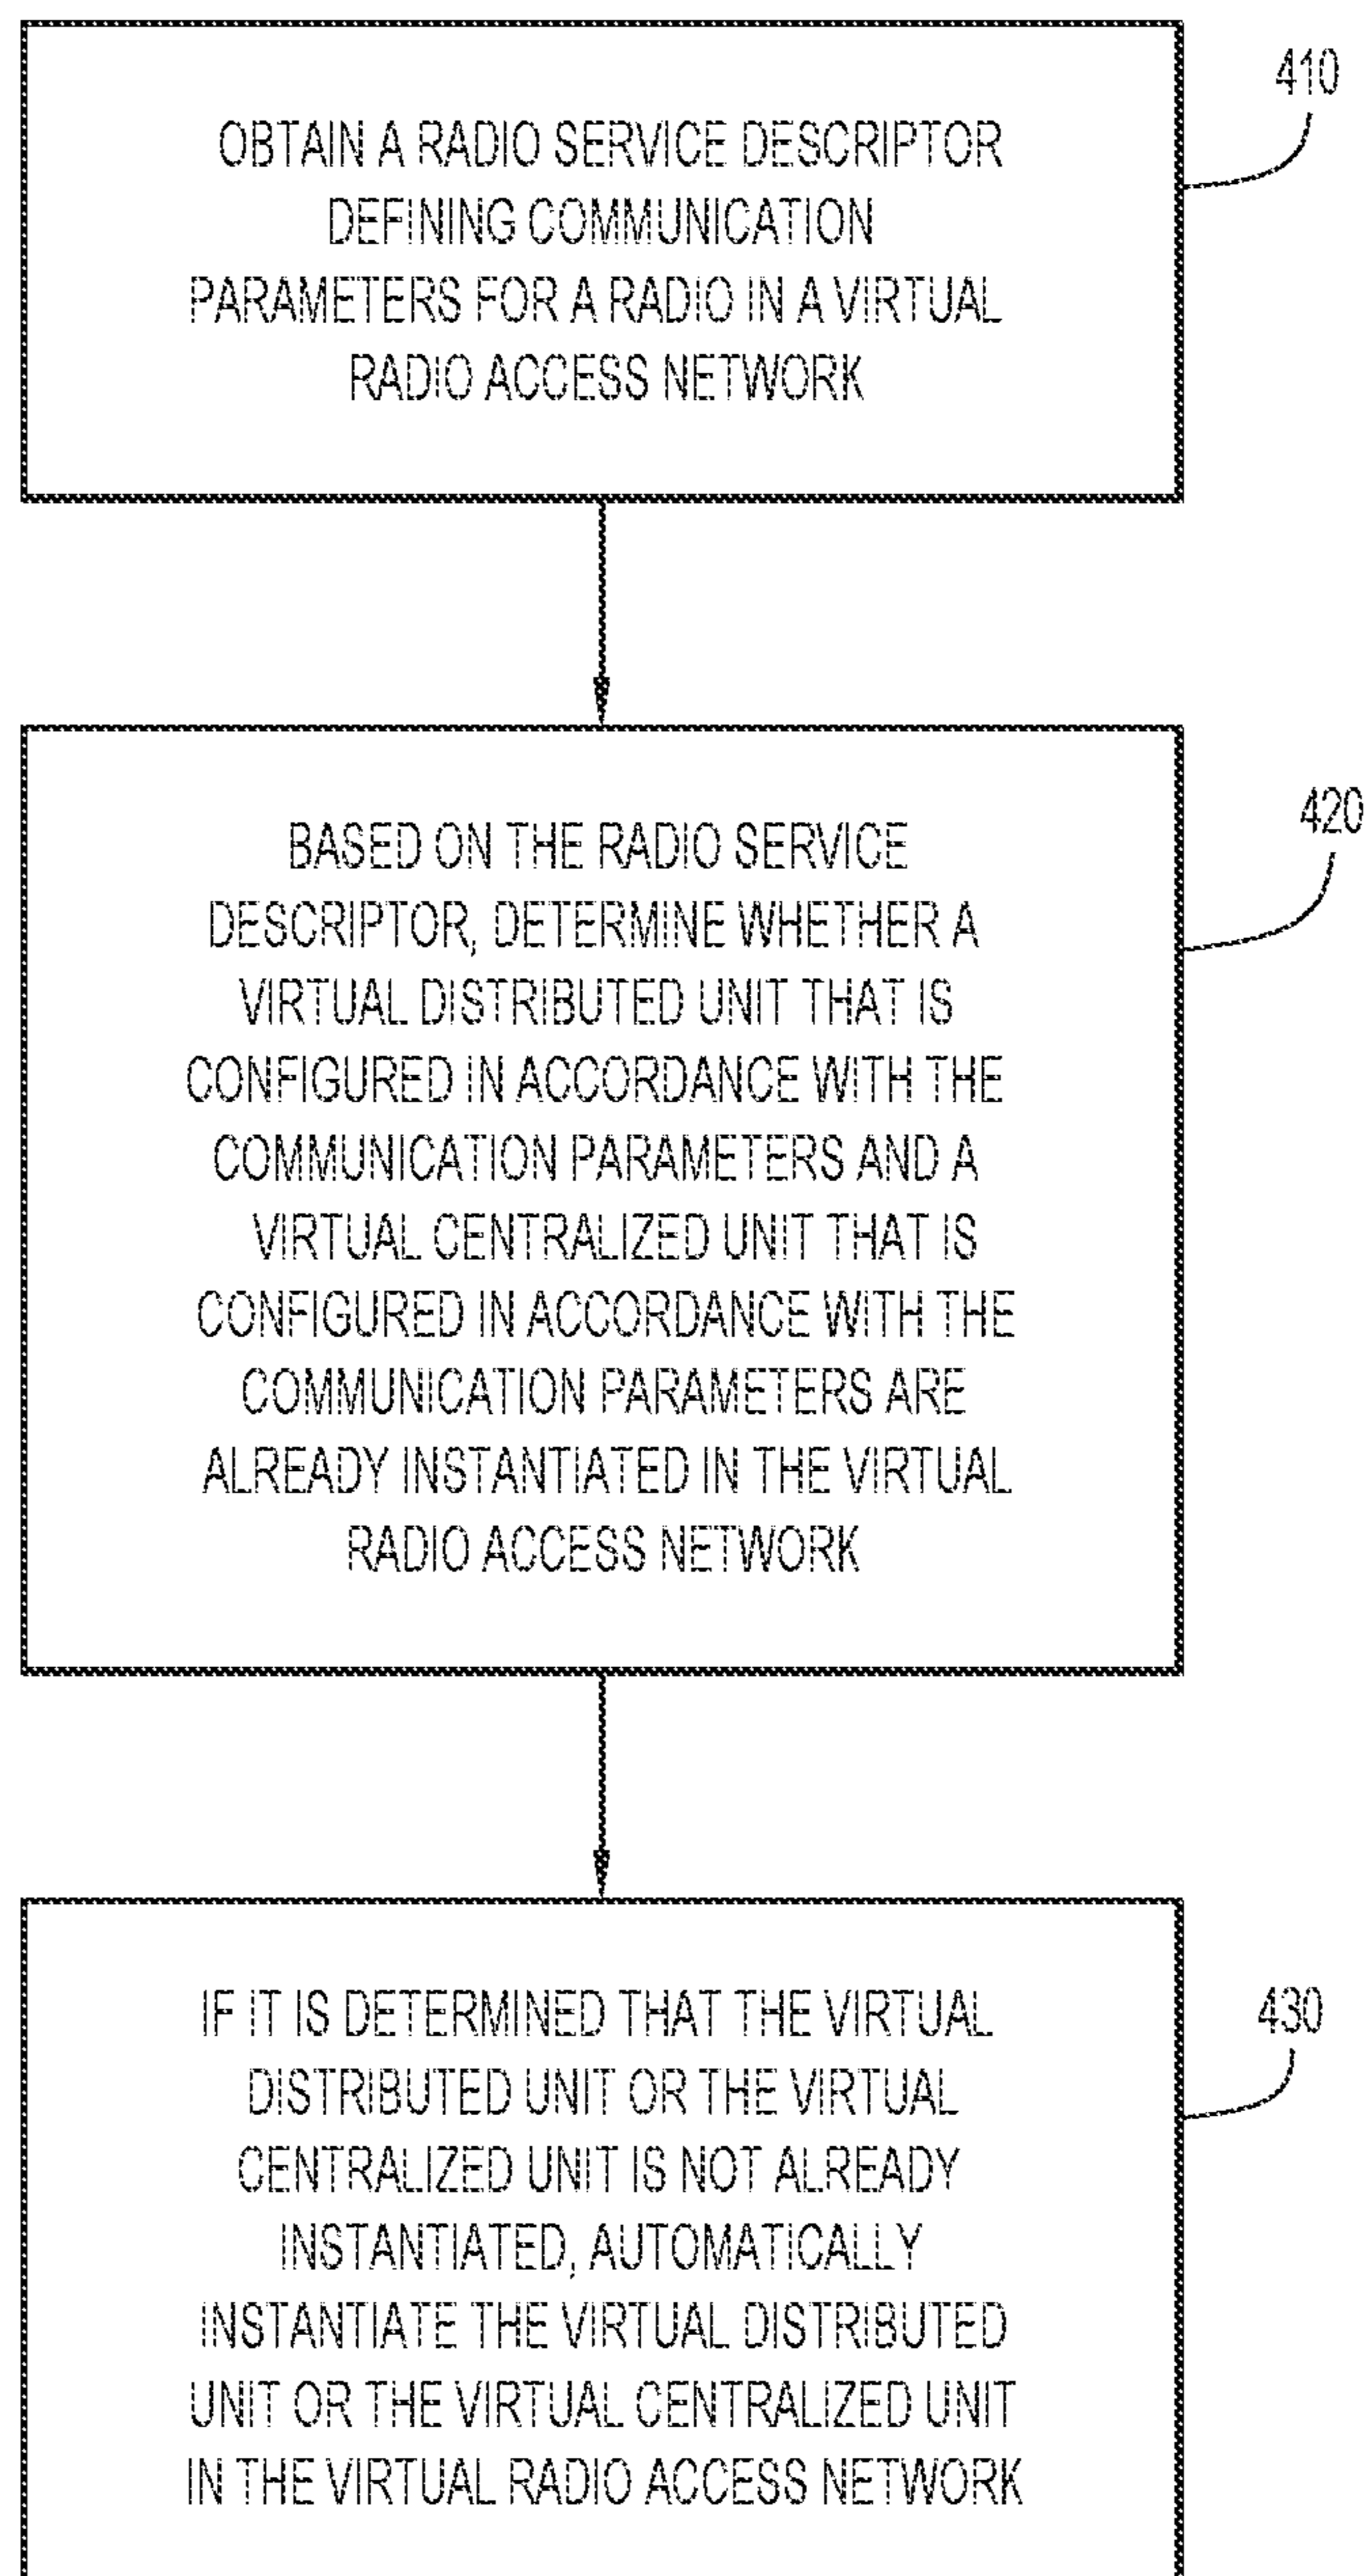 410
OBTAIN A RADIO SERVICE DESCRIPTOR
DEFINING COMMUNICATION
PARAMETERS FOR A RADIO IN A VIRTUAL
RADIO ACCESS NETWORK
420
BASED ON THE RADIO SERVICE
DESCRIPTOR, DETERMINE WHETHER A
VIRTUAL DISTRIBUTED UNIT THAT IS
CONFIGURED IN ACCORDANCE WITH THE
COMMUNICATION PARAMETERS AND A
VIRTUAL CENTRALIZED UNIT THAT IS
CONFIGURED IN ACCORDANCE WITH THE
COMMUNICATION PARAMETERS ARE
ALREADY INSTANTIATED IN THE VIRTUAL
RADIO ACCESS NETWORK
430
IF IT IS DETERMINED THAT THE VIRTUAL
DISTRIBUTED UNIT OR THE VIRTUAL
CENTRALIZED UNIT IS NOT ALREADY
INSTANTIATED, AUTOMATICALLY
INSTANTIATE THE VIRTUAL DISTRIBUTED
UNIT OR THE VIRTUAL CENTRALIZED UNIT
IN THE VIRTUAL RADIO ACCESS NETWORK